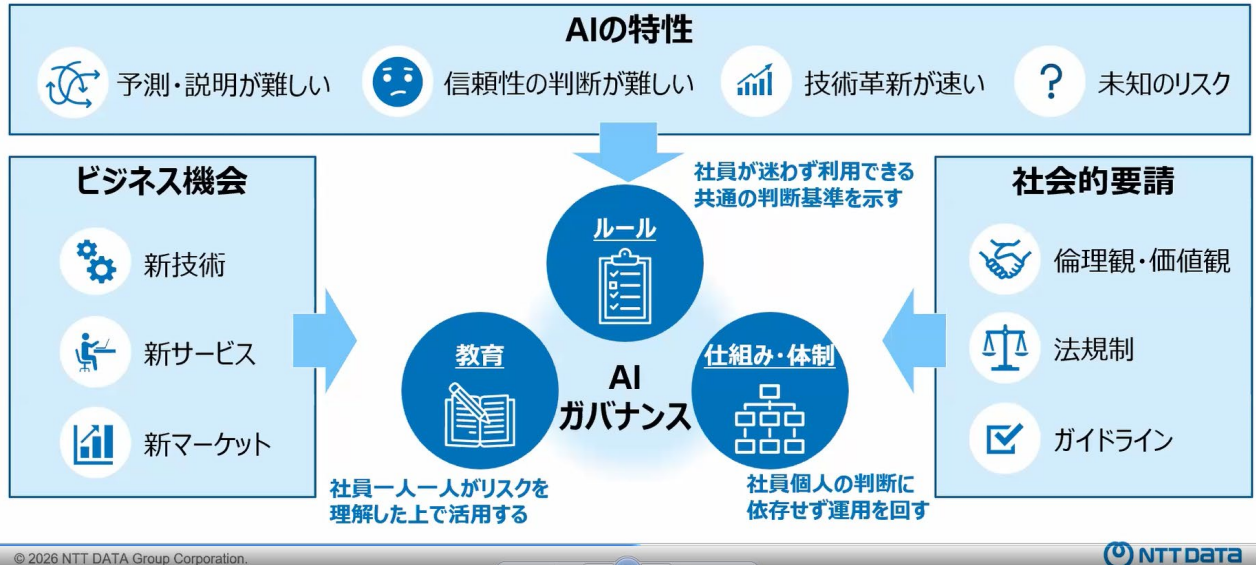 AIの特性
予測・説明が難しい
信頼性の判断が難しい
技術革新が速い
?
未知のリスク
ビジネス機会
新技術
新サービス
新マーケット
社員が迷わず利用できる
共通の判断基準を示す
ルール
教育
仕組み・体制
AI
ガバナンス
社員一人一人がリスクを
理解した上で活用する
社員個人の判断に
依存せず運用を回す
社会的要請
倫理観・価値観
法規制
ガイドライン
© 2026 NTT DATA Group Corporation.
NTT DATA